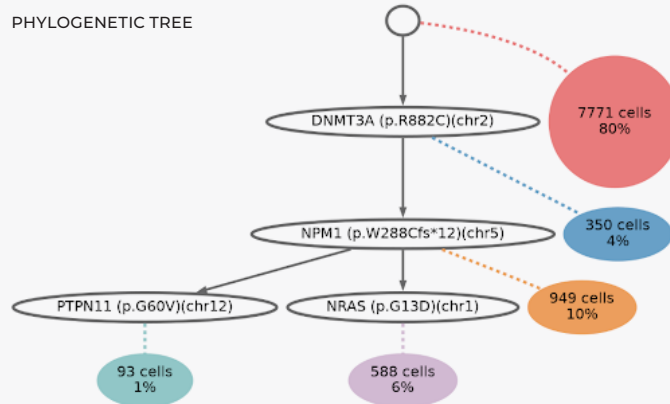 PHYLOGENETIC TREE
7771 cells
80%
DNMT3A (p.R882C)(chr2)
350 cells
4%
NPM1 (p.W288Cfs*12)(chr5)
949 cells
10%
PTPN11 (p.G60V)(chr12)
NRAS (p.G13D)(chr1)
93 cells
1%
588 cells
6%